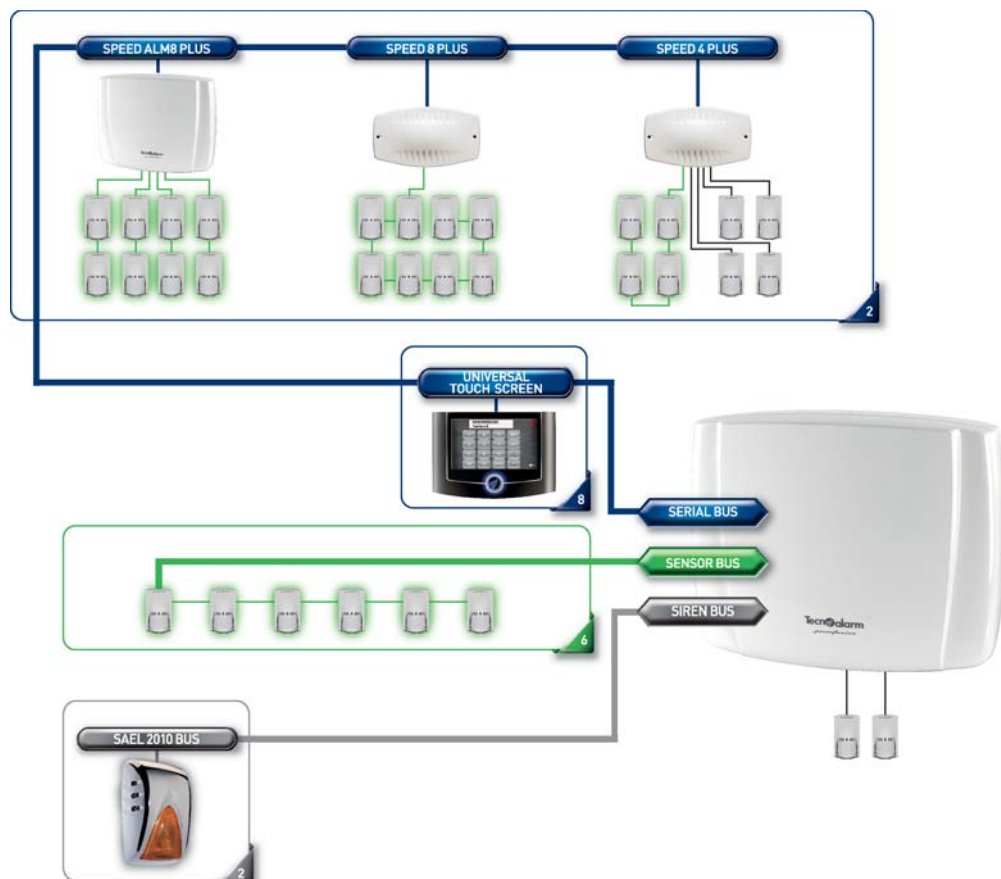 SPEED ALM8 PLUS
SPEED 8 PLUS
SPEED 4 PLUS
Tecnoalarm
2
UNIVERSAL
TOUCH SCREEN
8
SERIAL BUS
SENSOR BUS
SIREN BUS
6
Tecnoalarm
SAEL 2010 BUS
2